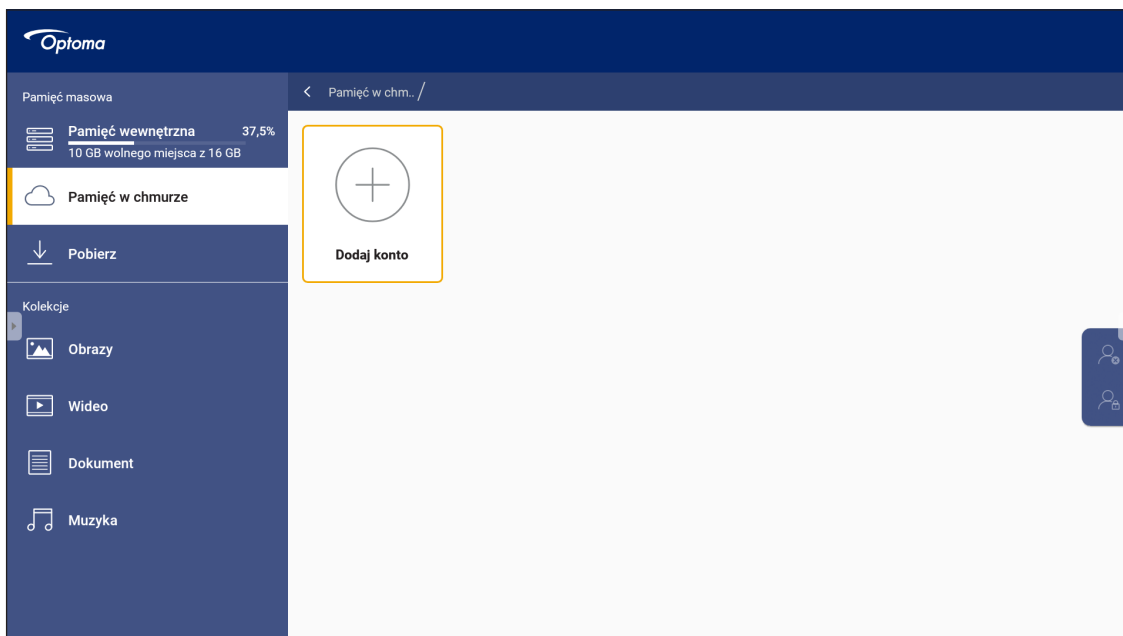 Optoma
Pamięć masowa
Pamięć wewnętrzna 37,5%
10 GB wolnego miejsca z 16 GB
Pamięć w chmurze
Pobierz
Kolekcje
Obrazy
Wideo
Dokument
Muzyka
Pamięć w chm.. /
Dodaj konto